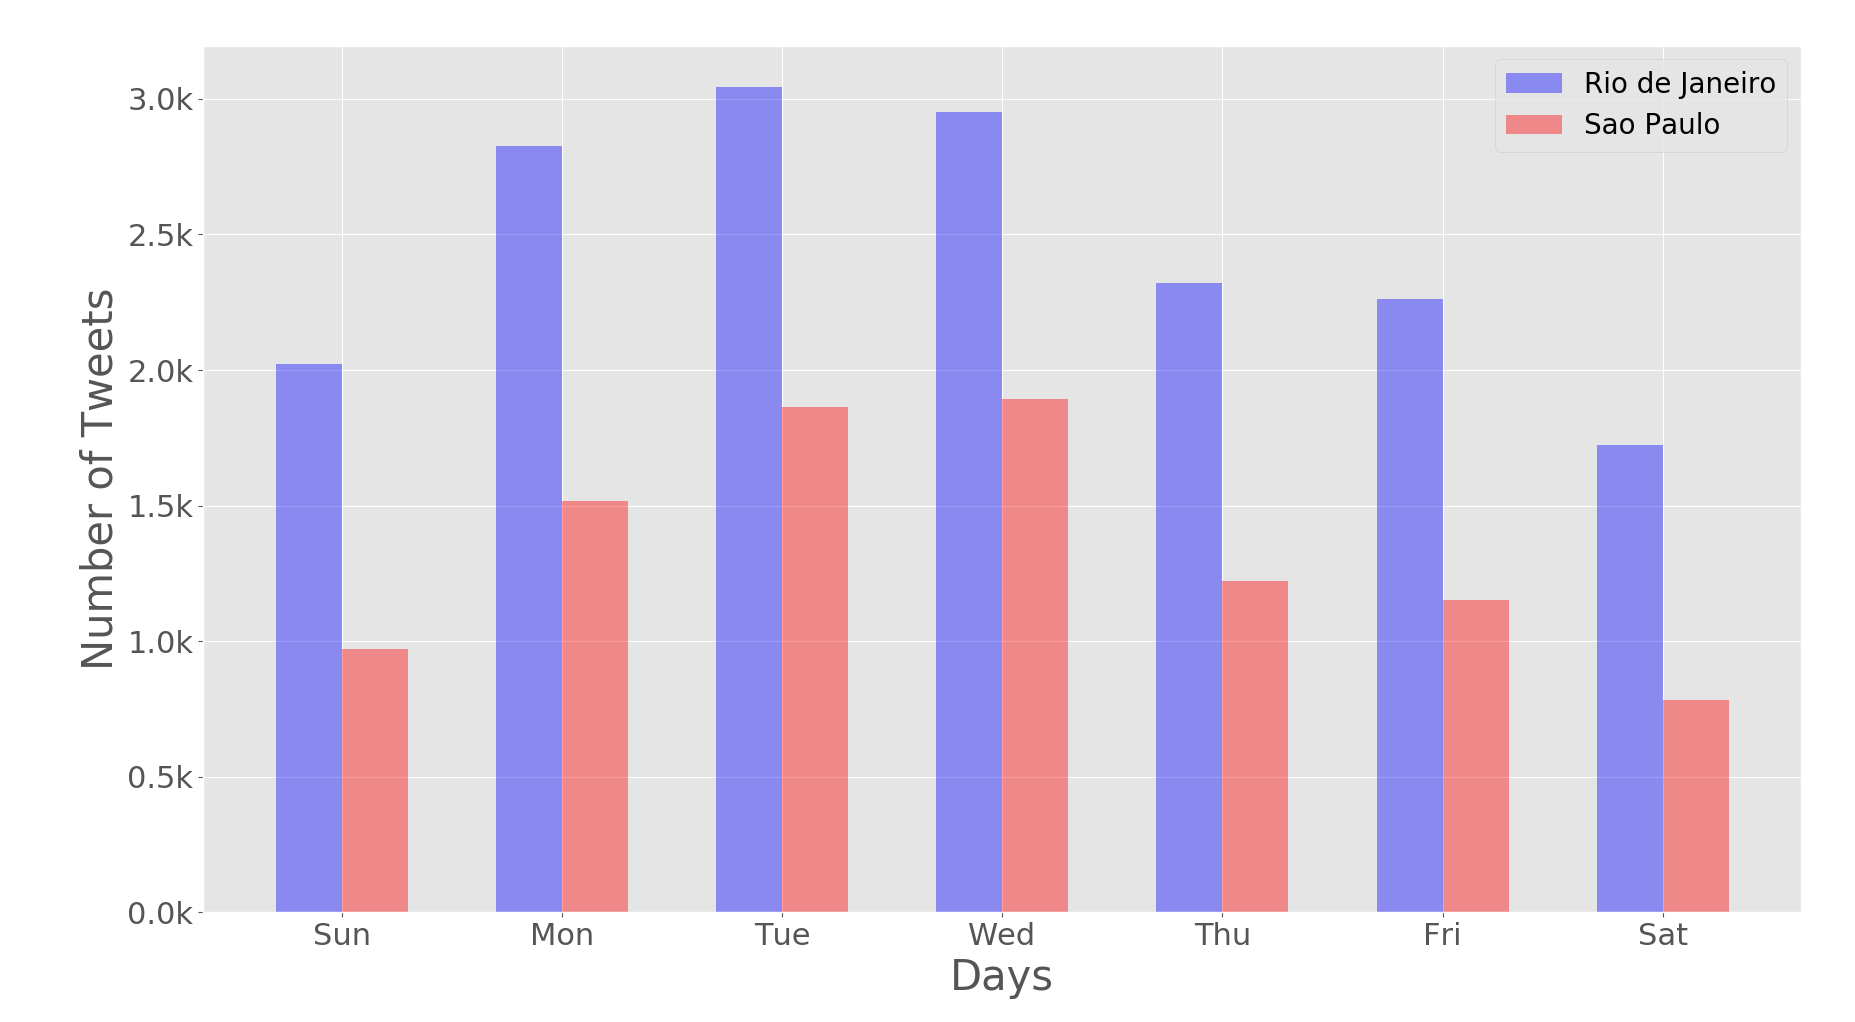 Rio de Janeiro
Sao Paulo
Number of Tweets
3.0k
2.5k
2.0k
1.5k
1.0k
0.5k
0.0k
Sun Mon Tue Wed Thu Fri Sat
Days